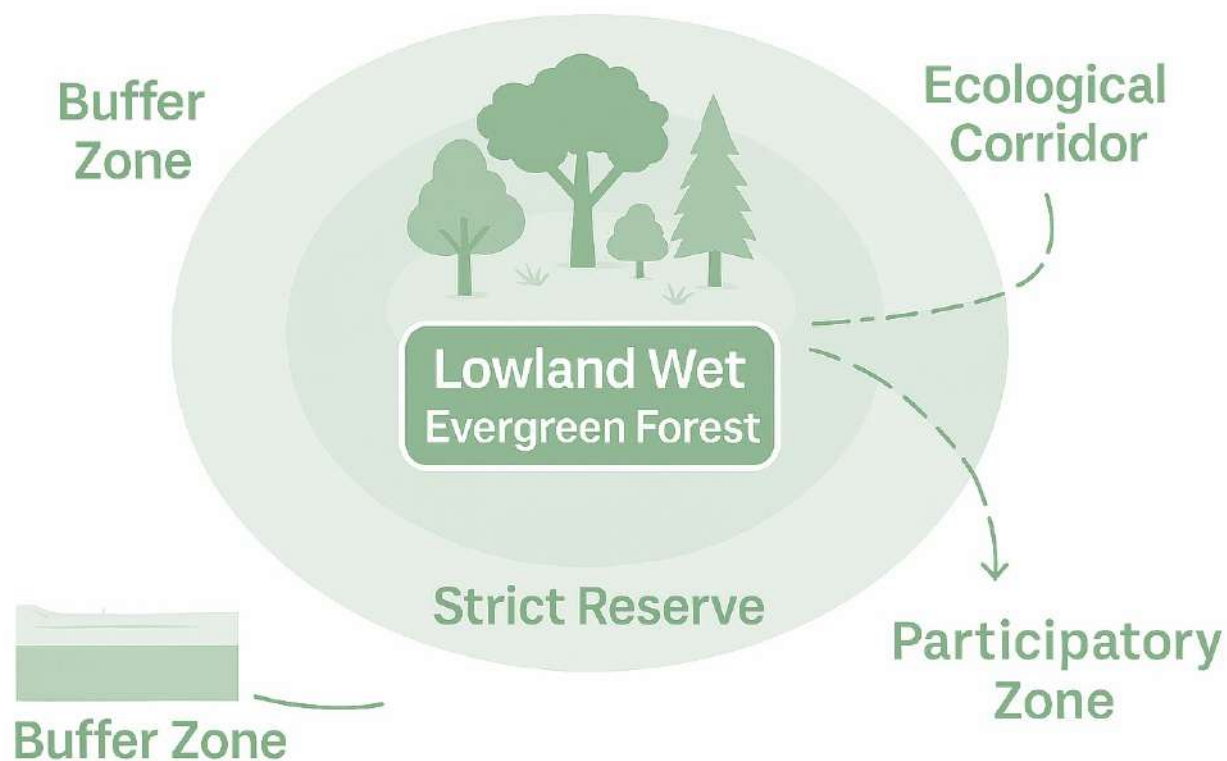 Buffer
Zone
Ecological
Corridor
Lowland Wet
Evergreen Forest
Strict Reserve
Participatory
Zone
Buffer Zone